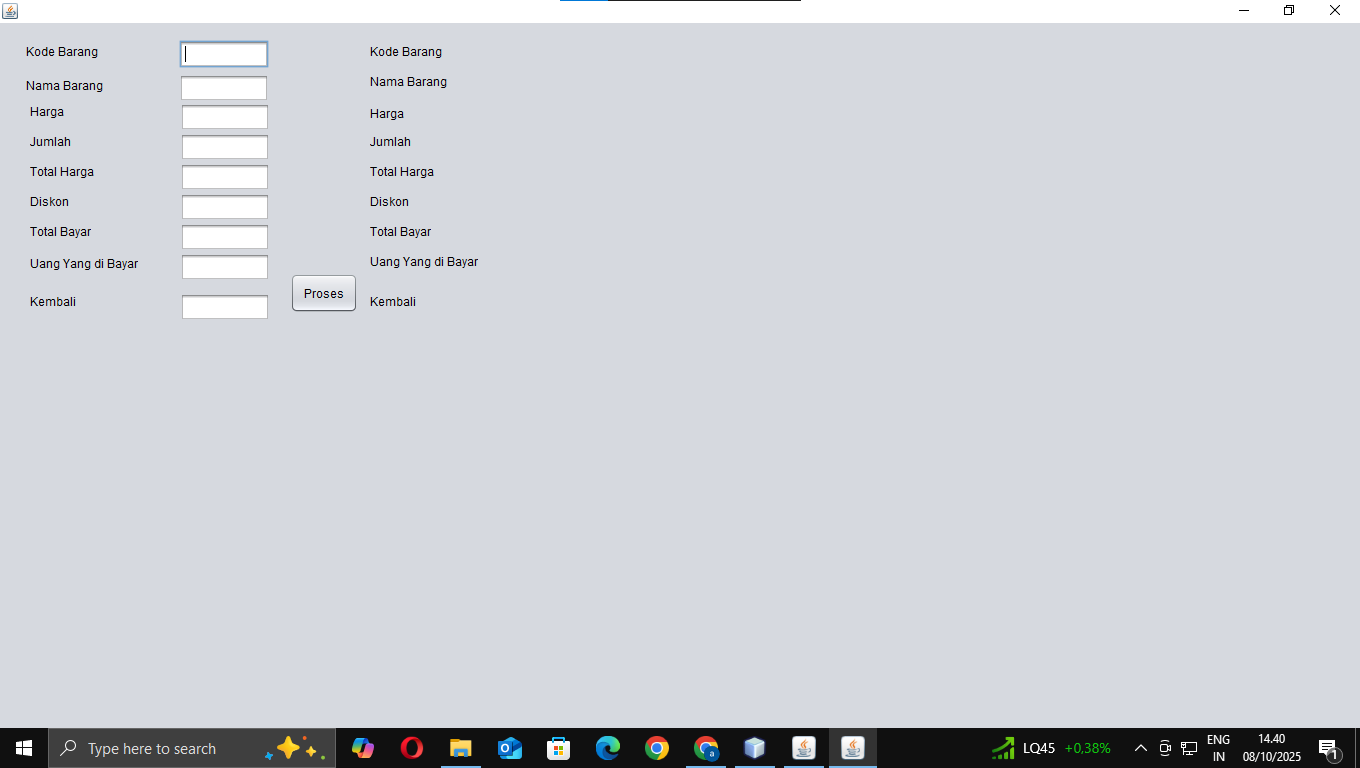 Kode Barang
Kode Barang
Nama Barang
Nama Barang
Harga
Harga
Jumlah
Jumlah
Total Harga
Total Harga
Diskon
Diskon
Total Bayar
Total Bayar
Uang Yang di Bayar
Uang Yang di Bayar
Proses
Kembali
Kembali
Type here to search
LQ45 +0,38%
ENG
IN
14.40
08/10/2025
1